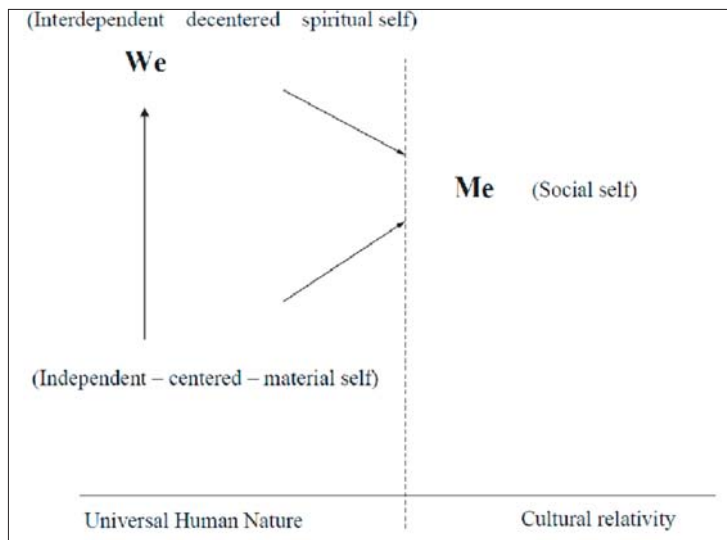 (Interdependent decentered spiritual self)
We
Me (Social self)
(Independent – centered – material self)
Universal Human Nature Cultural relativity